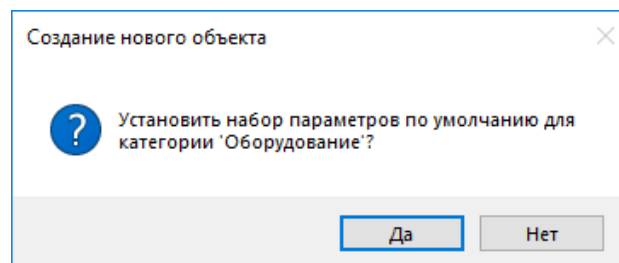 Создание нового объекта
Установить набор параметров по умолчанию для
категории 'Оборудование'?
Да
Нет